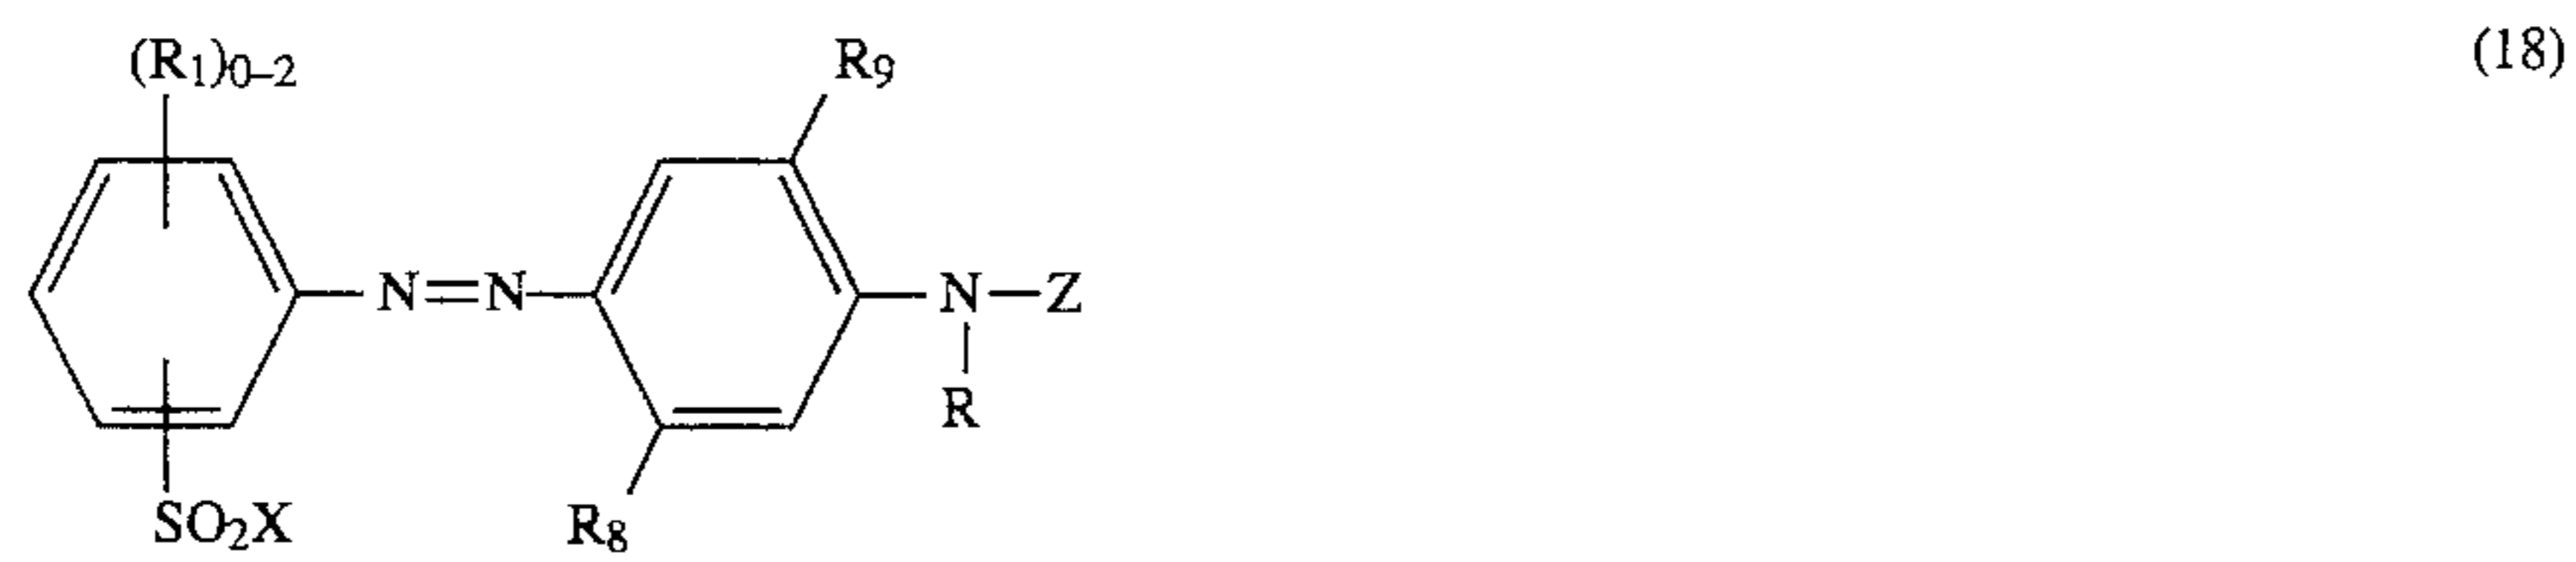 (R₁)₀₋₂ R₉ (18)
N=N N—Z
R
SO₂X R₈